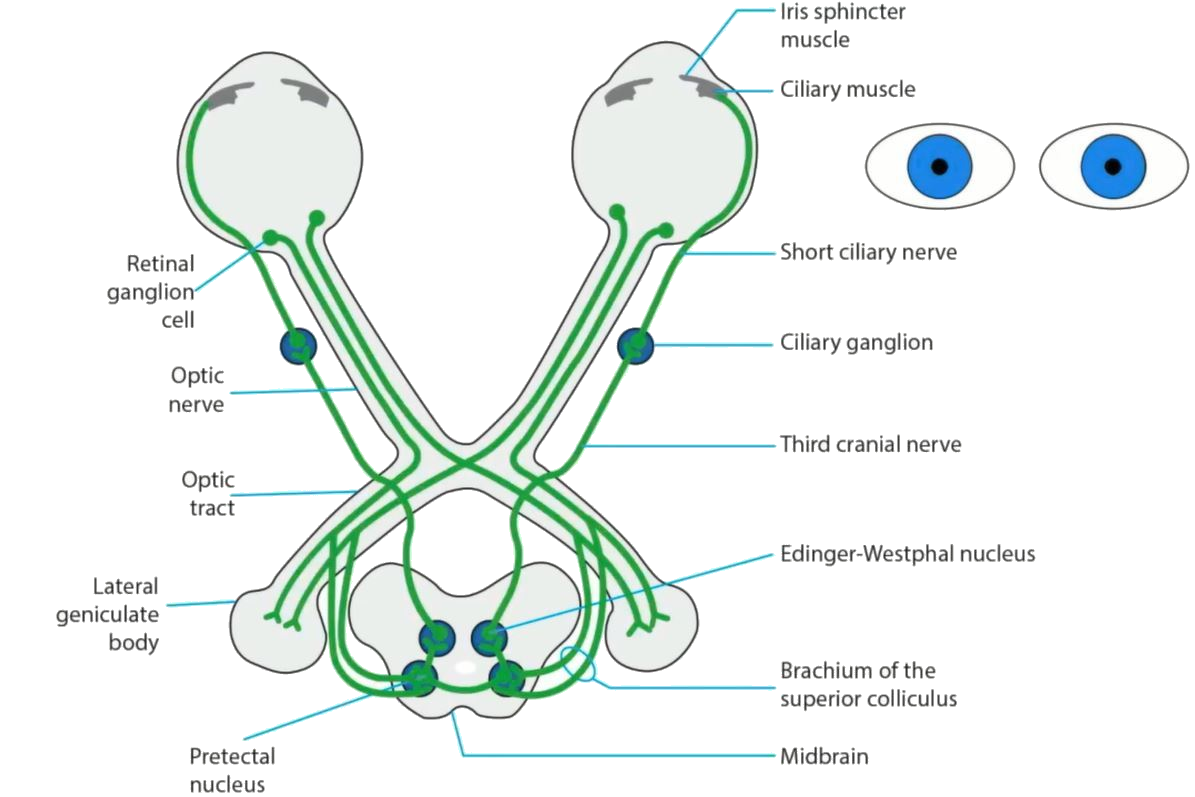 Iris sphincter
muscle
Ciliary muscle
Short ciliary nerve
Retinal
ganglion
cell
Ciliary ganglion
Optic
nerve
Third cranial nerve
Optic
tract
Edinger-Westphal nucleus
Lateral
geniculate
body
Brachium of the
superior colliculus
Pretectal
nucleus
Midbrain